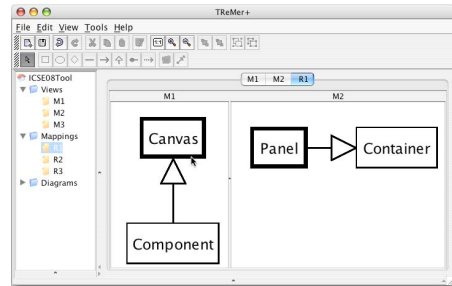 TReMer+
File Edit View Tools Help
ICSE08Tool
Views
M1
M2
M3
Mappings
R1
R2
R3
Diagrams
M1 M2 R1
M1
M2
Canvas
Component
Panel
Container